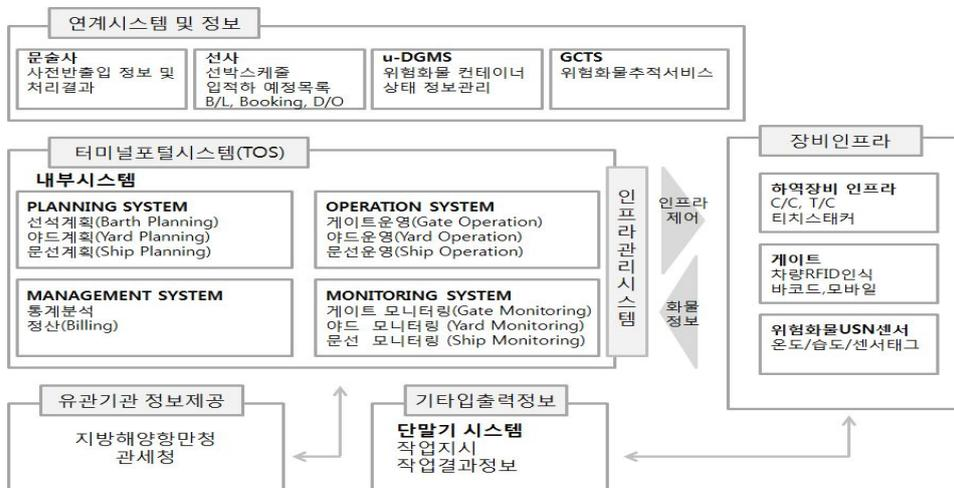 연계시스템 및 정보
문술사
사전반출입 정보 및
처리결과
선사
선박스케줄
입적하 예정목록
B/L, Booking, D/O
u-DGMS
위험화물 컨테이너
상태 정보관리
GCTS
위험화물추적서비스
터미널포털시스템(TOS)
내부시스템
PLANNING SYSTEM
선석계획(Barth Planning)
야드계획(Yard Planning)
문선계획(Ship Planning)
OPERATION SYSTEM
게이트운영(Gate Operation)
야드운영(Yard Operation)
문선운영(Ship Operation)
MANAGEMENT SYSTEM
통계분석
정산(Billing)
MONITORING SYSTEM
게이트 모니터링(Gate Monitoring)
야드 모니터링 (Yard Monitoring)
문선 모니터링 (Ship Monitoring)
인프라관리시스템
인프라
제어
화물
정보
장비인프라
하역장비 인프라
C/C, T/C
티치스태커
게이트
차량RFID인식
바코드,모바일
위험화물USN센서
온도/습도/센서태그
유관기관 정보제공
지방해양항만청
관세청
기타입출력정보
단말기 시스템
작업지시
작업결과정보